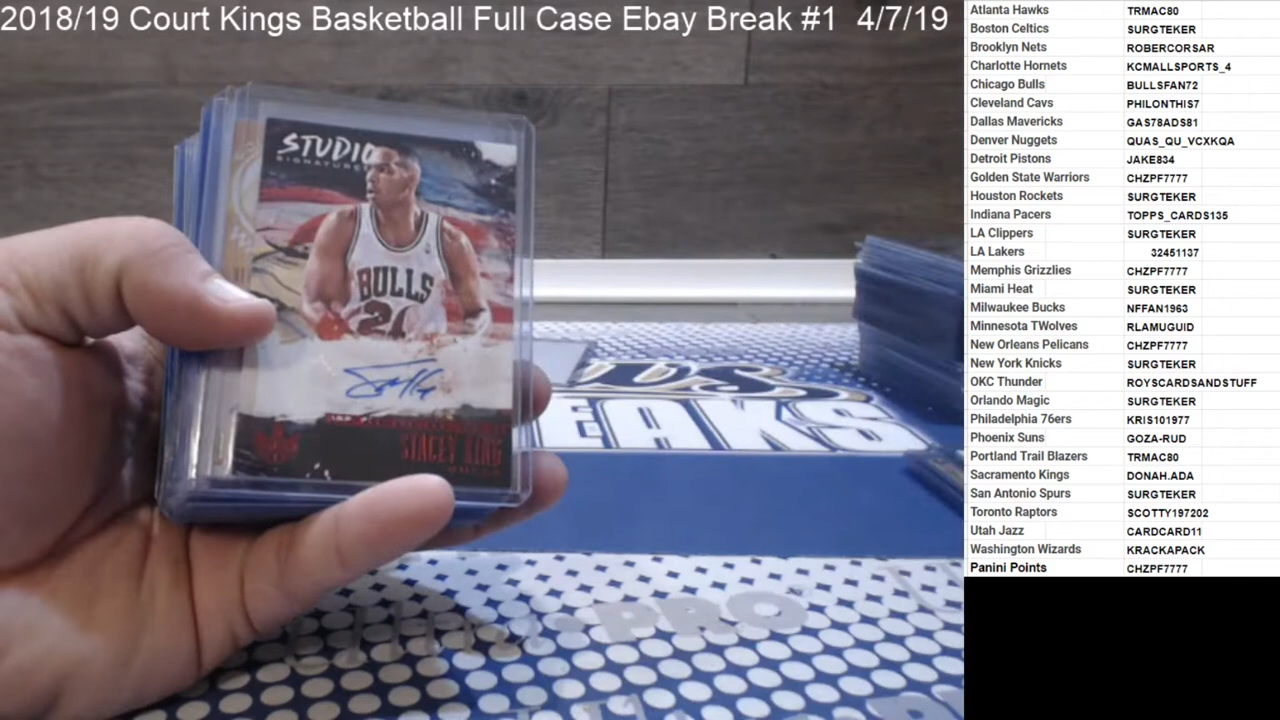 2018/19 Court Kings Basketball Full Case Ebay Break #1 4/7/19
STUDIO
SIGNATURES
BULLS
STACEY KING
EAKS
PRO
Atlanta Hawks TRMAC80
Boston Celtics SURGTEKER
Brooklyn Nets ROBERCORSAR
Charlotte Hornets KCMALLSPORTS_4
Chicago Bulls BULLSFAN72
Cleveland Cavs PHILONTHIS7
Dallas Mavericks GAS78ADS81
Denver Nuggets QUAS_QU_VCXKQA
Detroit Pistons JAKE834
Golden State Warriors CHZPF7777
Houston Rockets SURGTEKER
Indiana Pacers TOPPS_CARDS135
LA Clippers SURGTEKER
LA Lakers 32451137
Memphis Grizzlies CHZPF7777
Miami Heat SURGTEKER
Milwaukee Bucks NFFAN1963
Minnesota TWolves RLAMUGUID
New Orleans Pelicans CHZPF7777
New York Knicks SURGTEKER
OKC Thunder ROYSCARDSANDSTUFF
Orlando Magic SURGTEKER
Philadelphia 76ers KRIS101977
Phoenix Suns GOZA-RUD
Portland Trail Blazers TRMAC80
Sacramento Kings DONAH.ADA
San Antonio Spurs SURGTEKER
Toronto Raptors SCOTTY197202
Utah Jazz CARDCARD11
Washington Wizards KRACKAPACK
Panini Points CHZPF7777